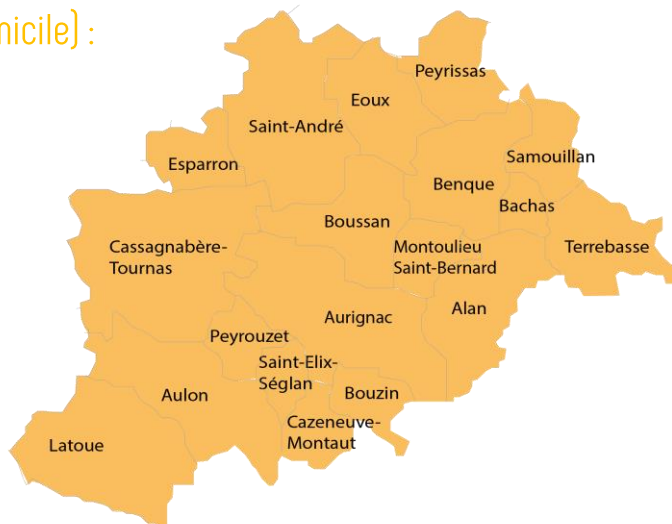 micile) :
Peyrissas
Eoux
Saint-André
Samouillan
Esparron
Benque
Bachas
Boussan
Cassagnabère-
Tournas
Montoulieu
Saint-Bernard
Terrebasse
Alan
Aurignac
Peyrouzet
Saint-Elix-
Séglan
Aulon
Bouzin
Cazeneuve-
Montaut
Latoue